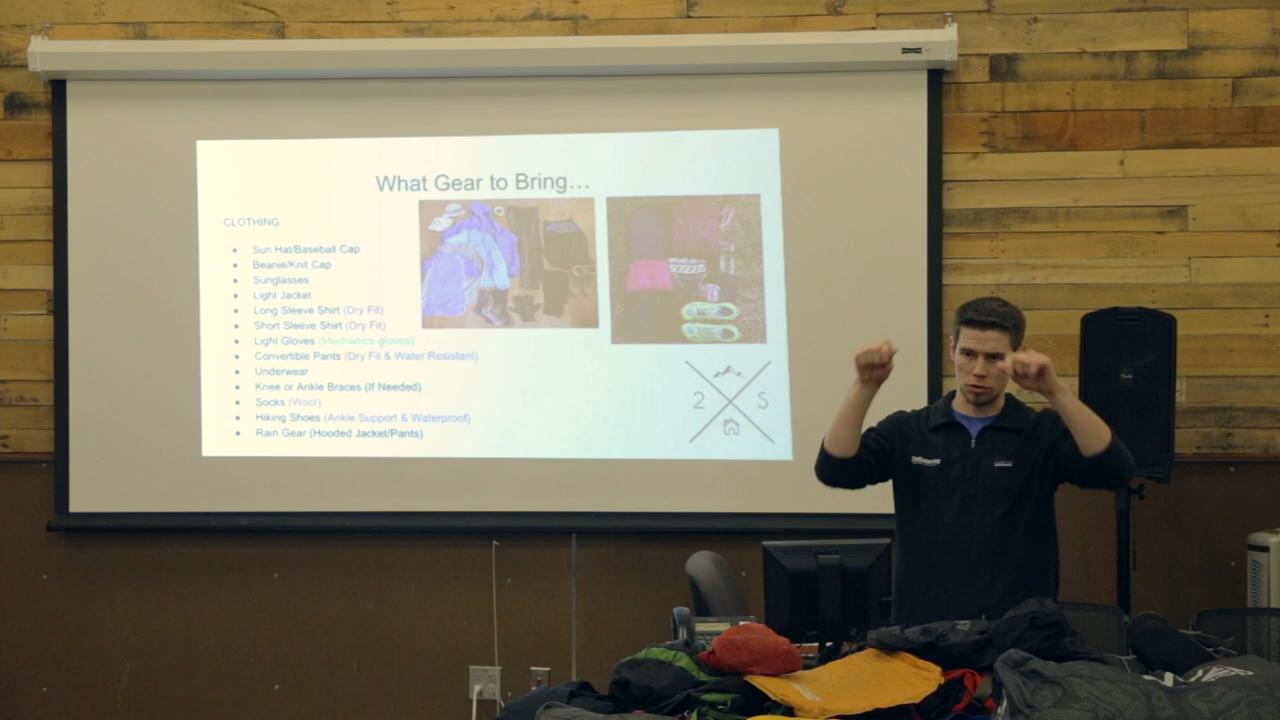 What Gear to Bring...
CLOTHING
Sun Hat/Baseball Cap
Beanie/Knit Cap
Sunglasses
Light Jacket
Long Sleeve Shirt (Dry Fit)
Short Sleeve Shirt (Dry Fit)
Light Gloves (Mechanics gloves)
Convertible Pants (Dry Fit & Water Resistant)
Underwear
Knee or Ankle Braces (If Needed)
Socks (Wool)
Hiking Shoes (Ankle Support & Waterproof)
Rain Gear (Hooded Jacket/Pants)
2 S